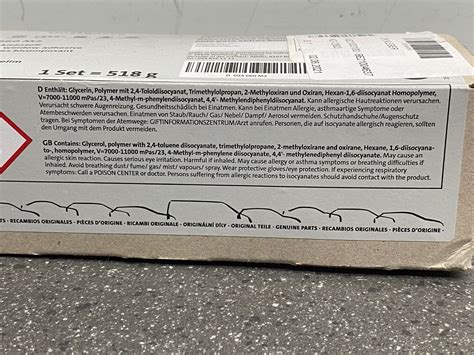 window adhesive
1 Set = 518 g
D Enthält: Glycerin, Polymer mit 2,4-Tololdiisocyanat, Trimethylolpropan, 2-Methyloxiran und Oxiran, Hexan-1,6-diisocyanat Homopolymer,
V=7000-11000 mPas/23, 4-Methyl-m-phenylendiisocyanat, 4,4'- Methylendiphenyldiisocyanat. Kann allergische Hautreaktionen verursachen.
Verursacht schwere Augenreizung. Gesundheitsschädlich bei Einatmen. Kann bei Einatmen Allergie, asthmaartige Symptome oder
Atembeschwerden verursachen. Einatmen von Staub/Rauch/ Gas/ Nebel/ Dampf/ Aerosol vermeiden. Schutzhandschuhe/Augenschutz
tragen. Bei Symptomen der Atemwege: GIFTINFORMATIONSZENTRUM/Arzt anrufen. Personen, die auf Isocyanate allergisch reagieren, sollten
den Umgang mit dem Produkt vermeiden.
GB Contains: Glycerol, polymer with 2,4-toluene diisocyanate, trimethylolpropane, 2-methyloxirane and oxirane, Hexane, 1,6-diisocyana-
to-, homopolymer, V=7000-11000 mPas/23, 4-Methyl-m-phenylene diisocyanate, 4,4'- methylenediphenyl diisocyanate. May cause an
allergic skin reaction. Causes serious eye irritation. Harmful if inhaled. May cause allergy or asthma symptoms or breathing difficulties if
inhaled. Avoid breathing dust/ fume/ gas/ mist/ vapours/ spray. Wear protective gloves/eye protection. If experiencing respiratory
symptoms: Call a POISON CENTER or doctor. Persons suffering from allergic reactions to isocyanates should avoid contact with the product.
• RECAMBIOS ORIGINALES • PIÈCES D'ORIGINE • RICAMBI ORIGINALE • ORIGINÁLNÍ DÍLY • ORIGINAL TEILE • GENUINE PARTS • RECAMBIOS ORIGINALES • PIÈCES D'ORIGINE •